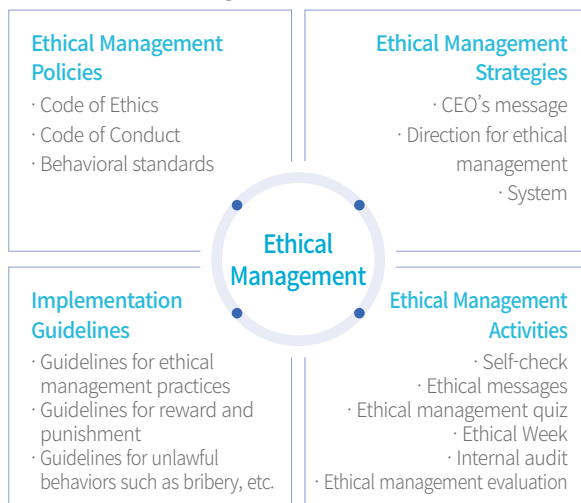 Ethical Management
Policies
· Code of Ethics
· Code of Conduct
· Behavioral standards
Ethical Management
Strategies
· CEO's message
· Direction for ethical
management
· System
Ethical
Management
Implementation
Guidelines
· Guidelines for ethical
management practices
· Guidelines for reward and
punishment
· Guidelines for unlawful
behaviors such as bribery, etc.
Ethical Management
Activities
· Self-check
· Ethical messages
· Ethical management quiz
· Ethical Week
· Internal audit
· Ethical management evaluation